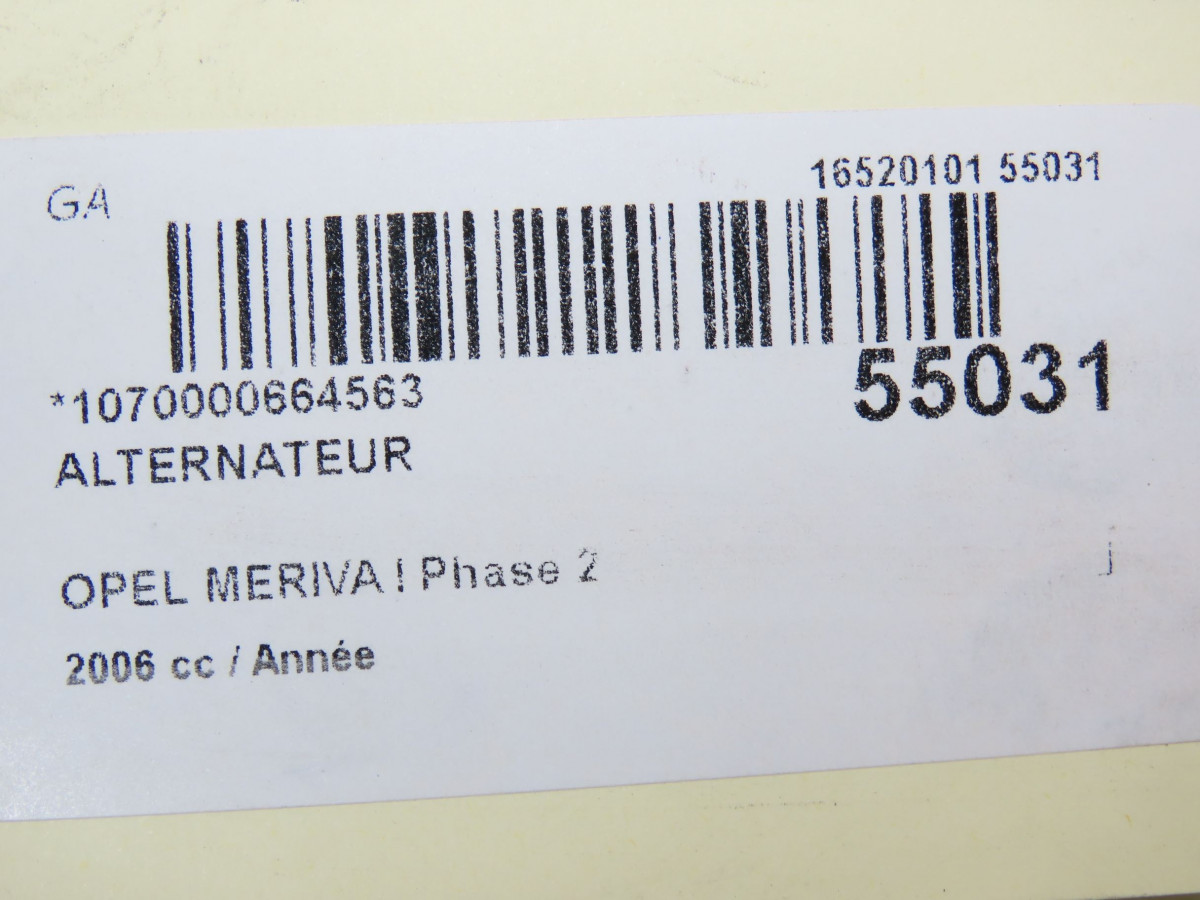 GA
16520101 55031
*1070000664563
55031
ALTERNATEUR
OPEL MERIVA I Phase 2
j
2006 cc / Année